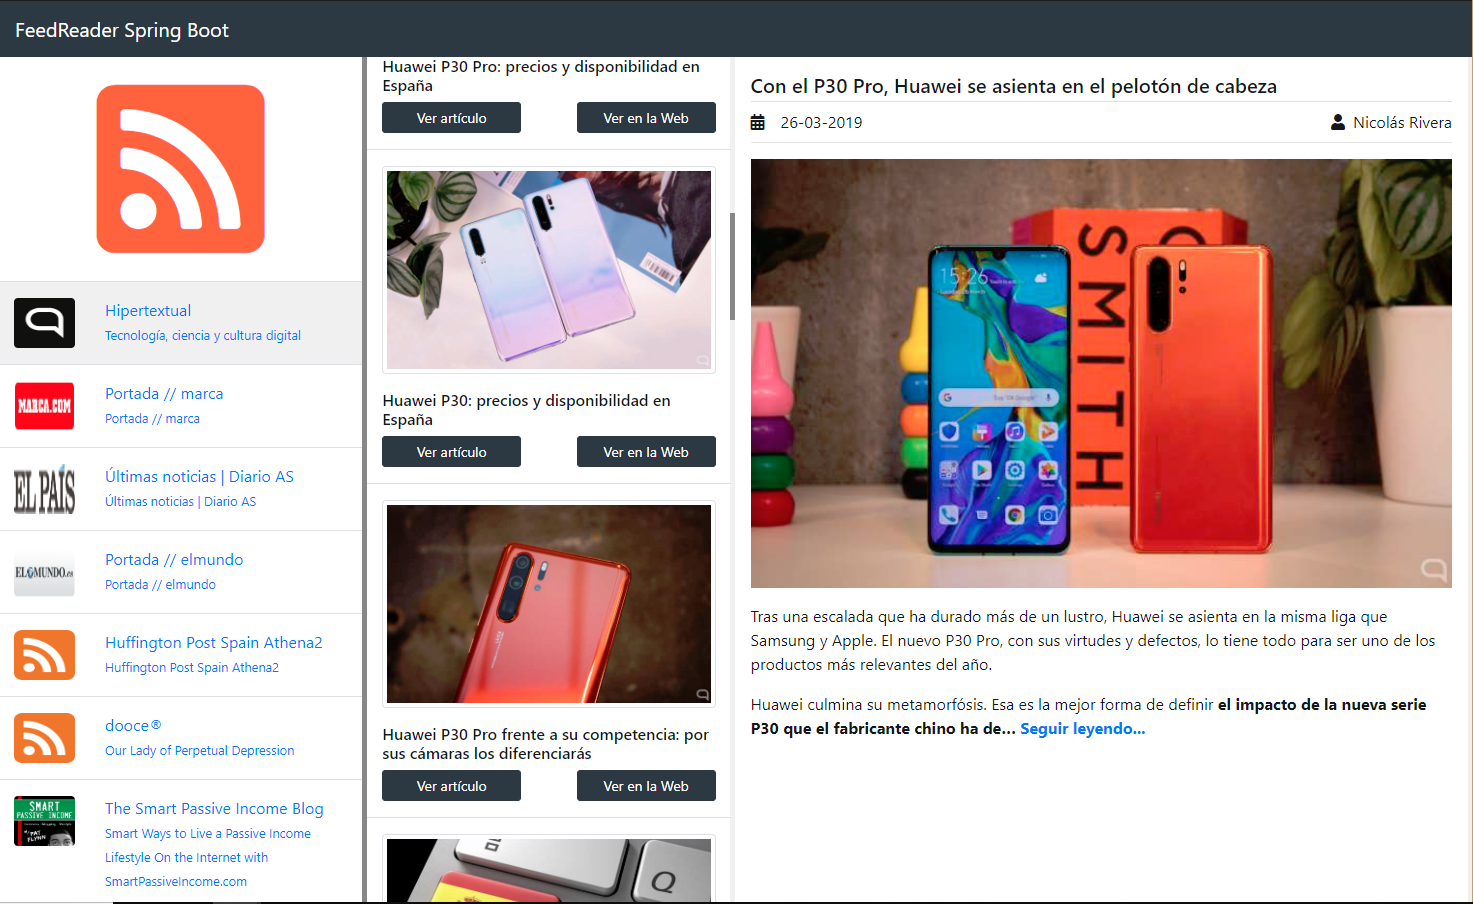 FeedReader Spring Boot
Hipertextual
Tecnología, ciencia y cultura digital
MARCA.COM
Portada // marca
Portada // marca
EL PAÍS
Últimas noticias | Diario AS
Últimas noticias | Diario AS
ELMUNDO.es
Portada // elmundo
Portada // elmundo
Huffington Post Spain Athena2
Huffington Post Spain Athena2
dooce®
Our Lady of Perpetual Depression
SMART
PASSIVE INCOME
PAT
FLYNN
The Smart Passive Income Blog
Smart Ways to Live a Passive Income
Lifestyle On the Internet with
SmartPassiveIncome.com
Huawei P30 Pro: precios y disponibilidad en
España
Ver artículo
Ver en la Web
Huawei P30: precios y disponibilidad en
España
Ver artículo
Ver en la Web
Huawei P30 Pro frente a su competencia: por
sus cámaras los diferenciarás
Ver artículo
Ver en la Web
Q
Con el P30 Pro, Huawei se asienta en el pelotón de cabeza
26-03-2019
Nicolás Rivera
15:26
SMITH
Tras una escalada que ha durado más de un lustro, Huawei se asienta en la misma liga que
Samsung y Apple. El nuevo P30 Pro, con sus virtudes y defectos, lo tiene todo para ser uno de los
productos más relevantes del año.
Huawei culmina su metamorfósis. Esa es la mejor forma de definir el impacto de la nueva serie
P30 que el fabricante chino ha de... Seguir leyendo...